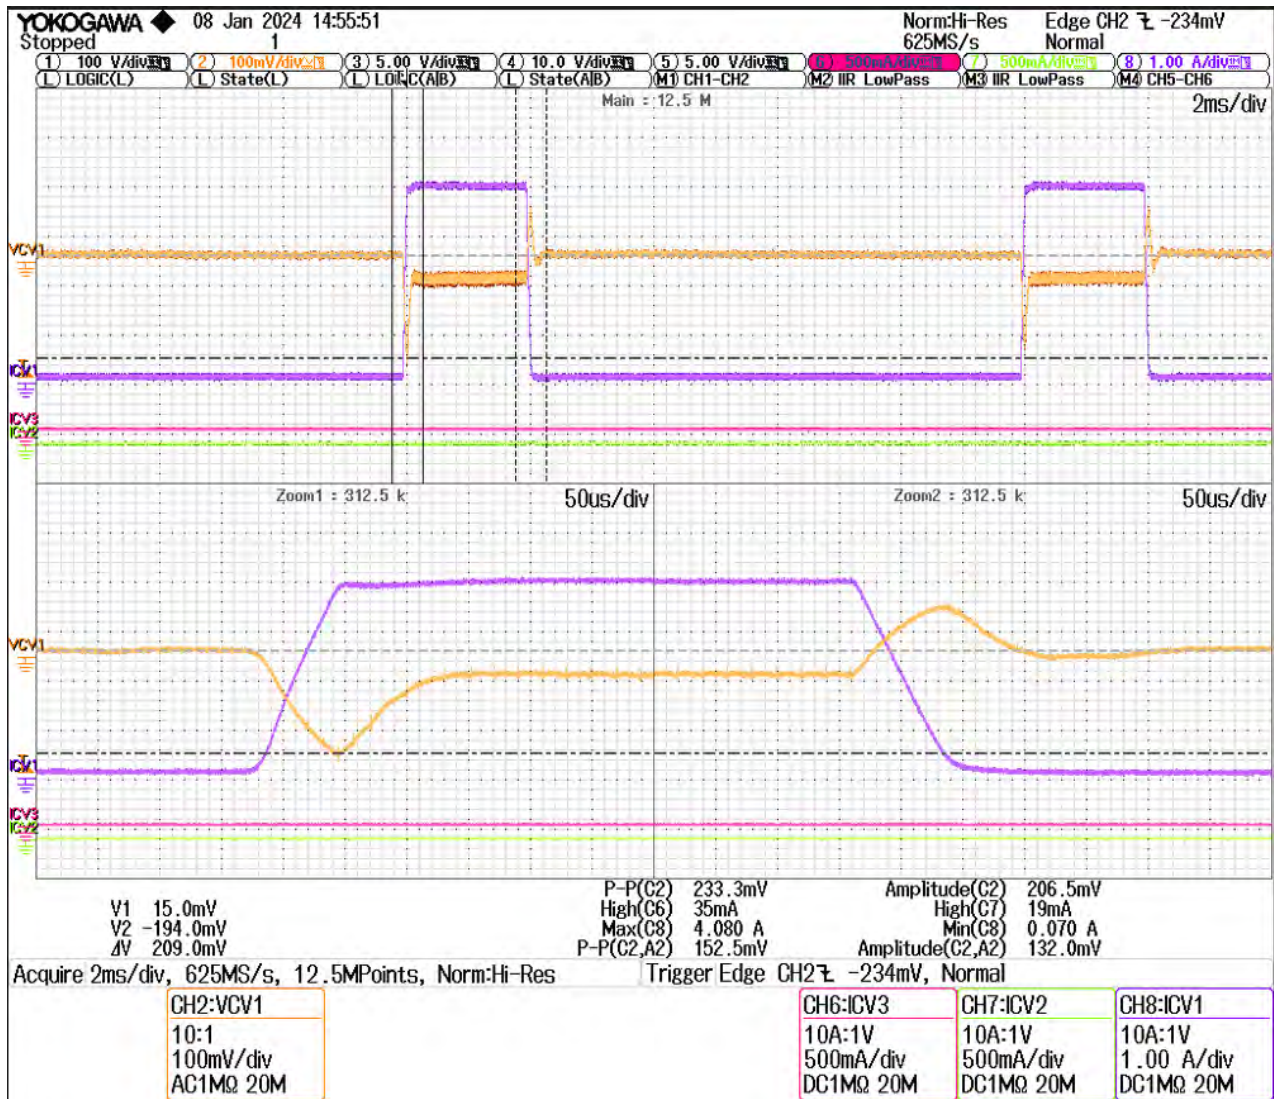 YOKOGAWA ◆ 08 Jan 2024 14:55:51 Norm:Hi-Res Edge CH2 -234mV
Stopped 1 625MS/s Normal
1 100 V/div 2 100mV/div 3 5.00 V/div 4 10.0 V/div 5 5.00 V/div 6 500mA/div 7 500mA/div 8 1.00 A/div
L LOGIC(L) L State(L) L LOGIC(A|B) L State(A|B) M1 CH1-CH2 M2 IIR LowPass M3 IIR LowPass M4 CH5-CH6
Main : 12.5 M 2ms/div
VCV1
ICV1
ICV3
ICV2
Zoom1 : 312.5 k 50us/div Zoom2 : 312.5 k 50us/div
VCV1
ICV1
ICV3
ICV2
P-P(C2) 233.3mV Amplitude(C2) 206.5mV
V1 15.0mV High(C6) 35mA High(C7) 19mA
V2 -194.0mV Max(C8) 4.080 A Min(C8) 0.070 A
ΔV 209.0mV P-P(C2,A2) 152.5mV Amplitude(C2,A2) 132.0mV
Acquire 2ms/div, 625MS/s, 12.5MPoints, Norm:Hi-Res Trigger Edge CH2 -234mV, Normal
CH2:VCV1 CH6:ICV3 CH7:ICV2 CH8:ICV1
10:1 10A:1V 10A:1V 10A:1V
100mV/div 500mA/div 500mA/div 1.00 A/div
AC1MΩ 20M DC1MΩ 20M DC1MΩ 20M DC1MΩ 20M